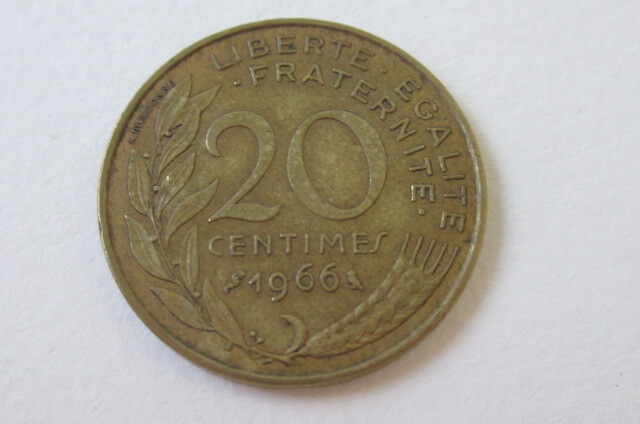 LIBERTE · EGALITE
· FRATERNITE ·
20
CENTIMES
1966